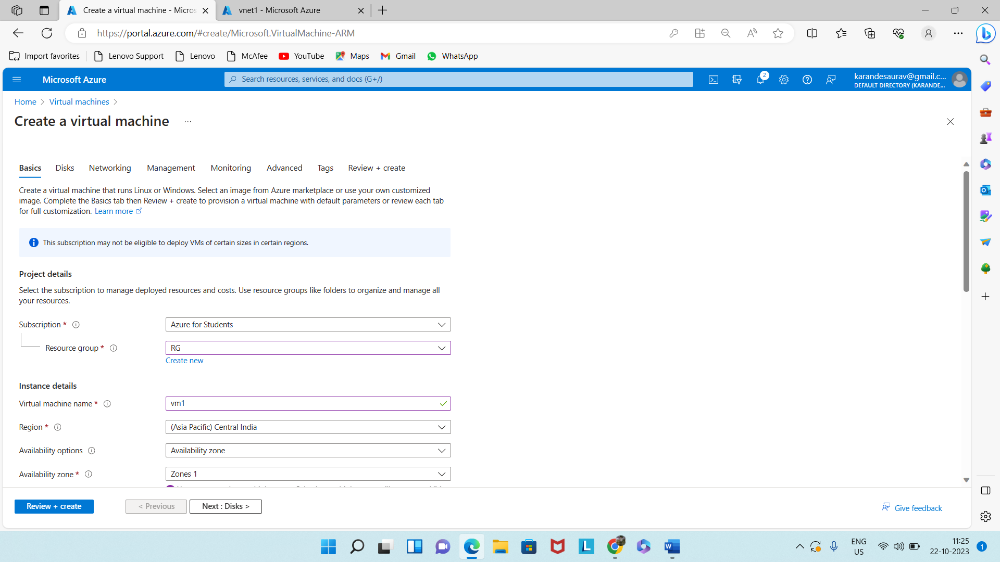 Create a virtual machine - Micros
vnet1 - Microsoft Azure
https://portal.azure.com/#create/Microsoft.VirtualMachine-ARM
Import favorites
Lenovo Support
Lenovo
McAfee
YouTube
Maps
Gmail
WhatsApp
Microsoft Azure
Search resources, services, and docs (G+/)
2
karandesaurav@gmail.c...
DEFAULT DIRECTORY (KARANDE...
Home > Virtual machines >
Create a virtual machine ...
Basics
Disks
Networking
Management
Monitoring
Advanced
Tags
Review + create
Create a virtual machine that runs Linux or Windows. Select an image from Azure marketplace or use your own customized
image. Complete the Basics tab then Review + create to provision a virtual machine with default parameters or review each tab
for full customization. Learn more
This subscription may not be eligible to deploy VMs of certain sizes in certain regions.
Project details
Select the subscription to manage deployed resources and costs. Use resource groups like folders to organize and manage all
your resources.
Subscription *
Azure for Students
Resource group *
RG
Create new
Instance details
Virtual machine name *
vm1
Region *
(Asia Pacific) Central India
Availability options
Availability zone
Availability zone *
Zones 1
Review + create
< Previous
Next : Disks >
Give feedback
ENG
US
11:25
22-10-2023
1